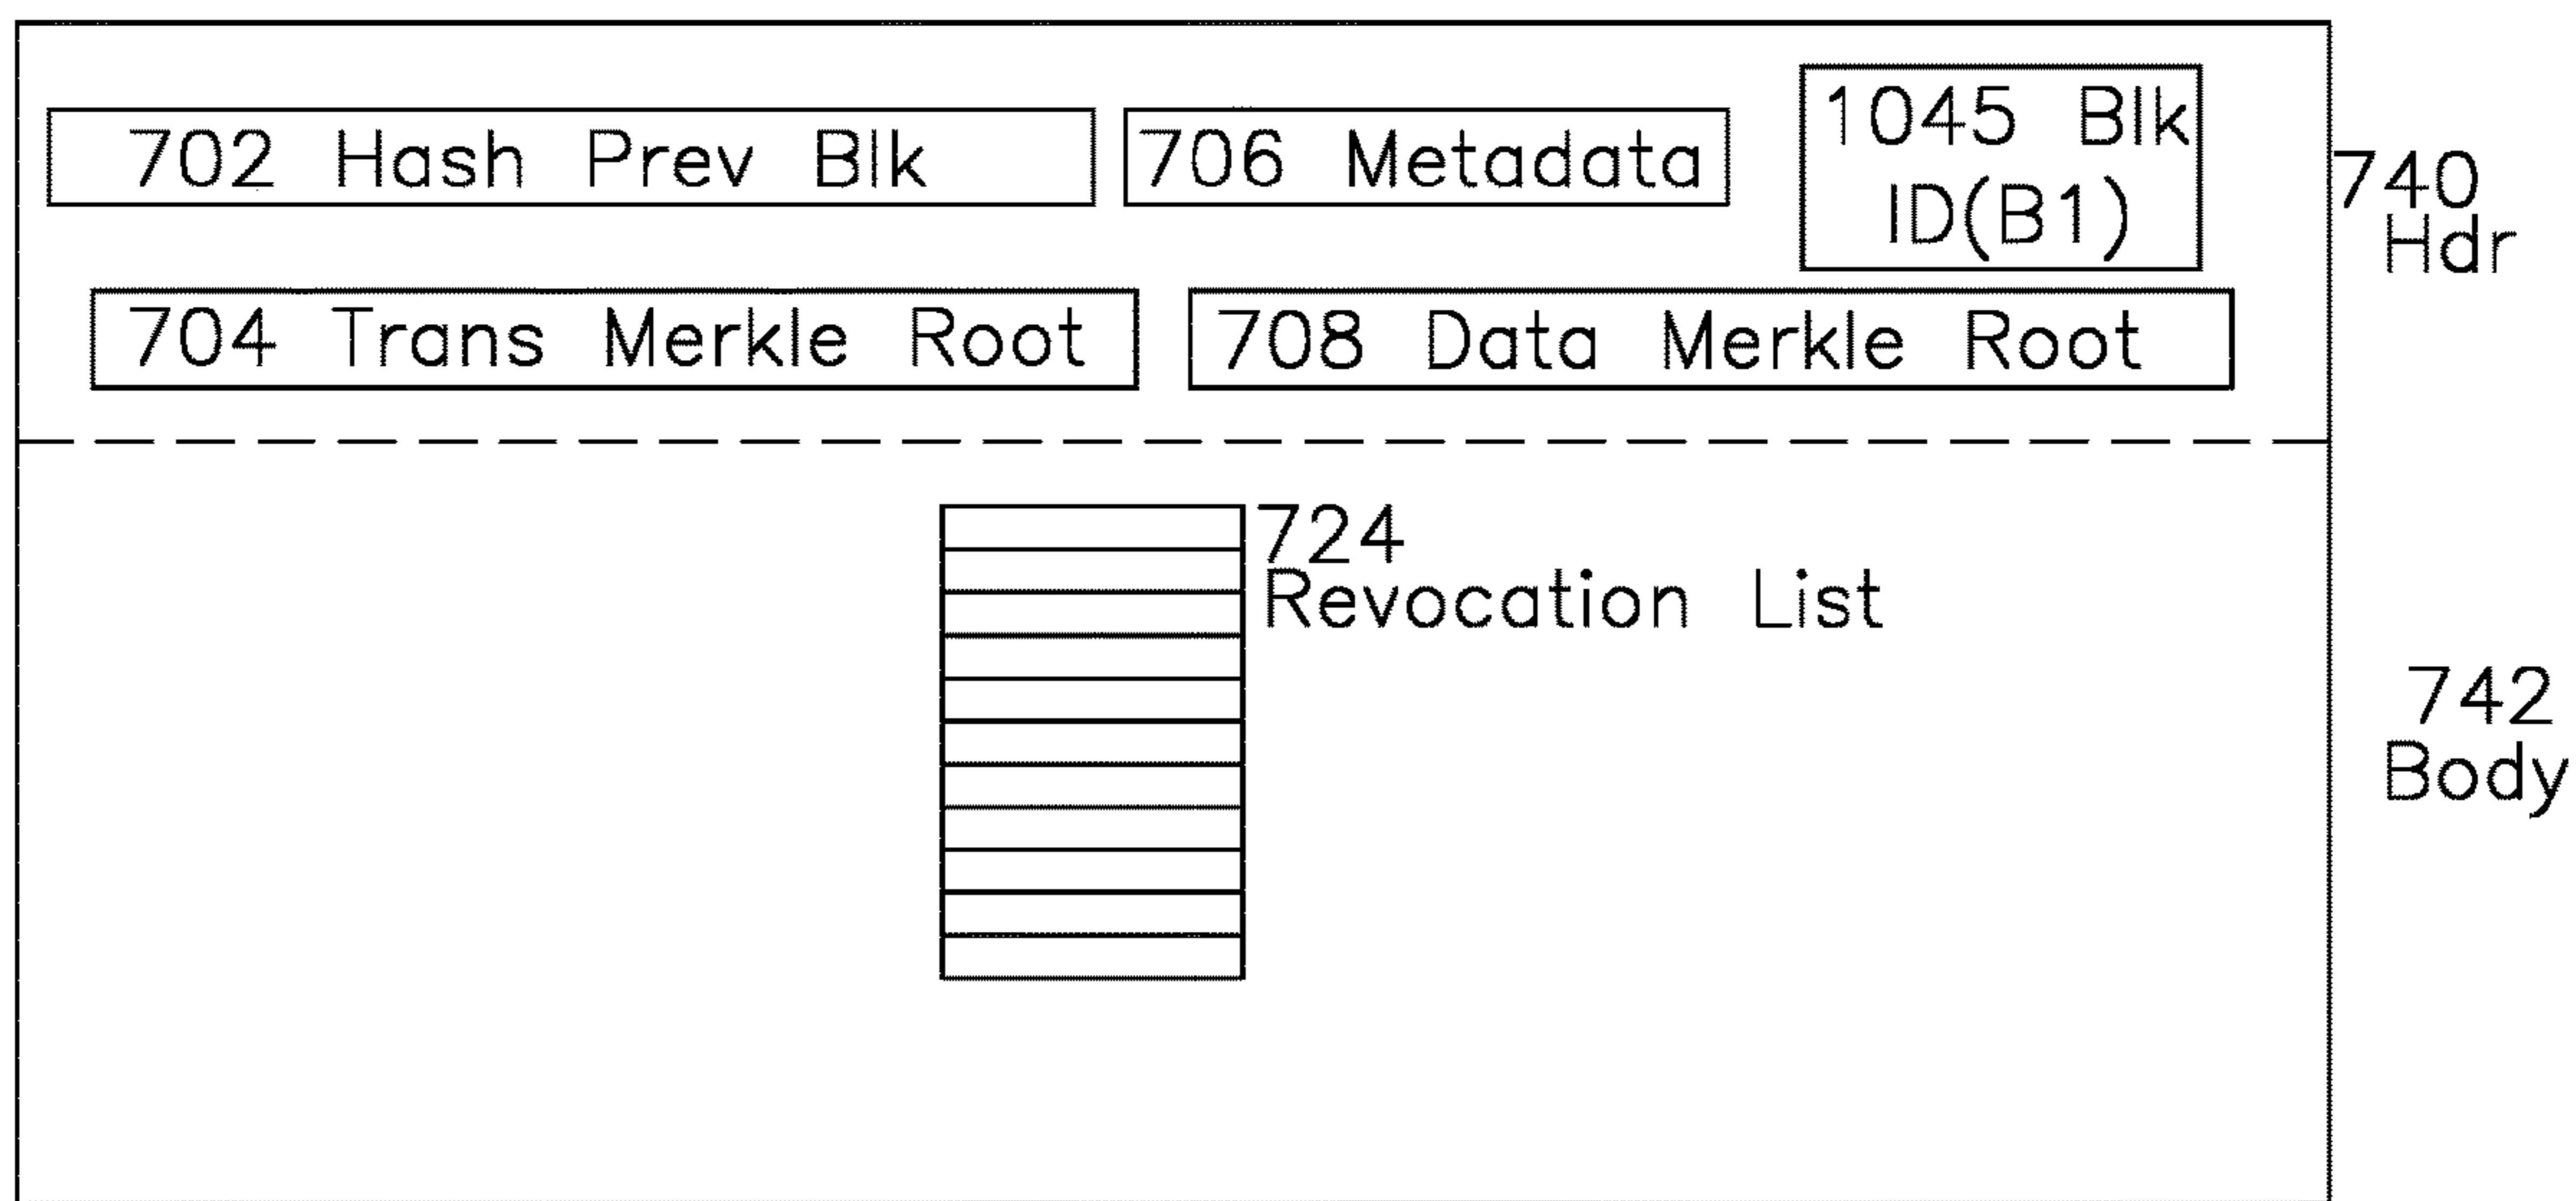 702 Hash Prev Blk
706 Metadata
1045 Blk
ID(B1)
740
Hdr
704 Trans Merkle Root
708 Data Merkle Root
724
Revocation List
742
Body